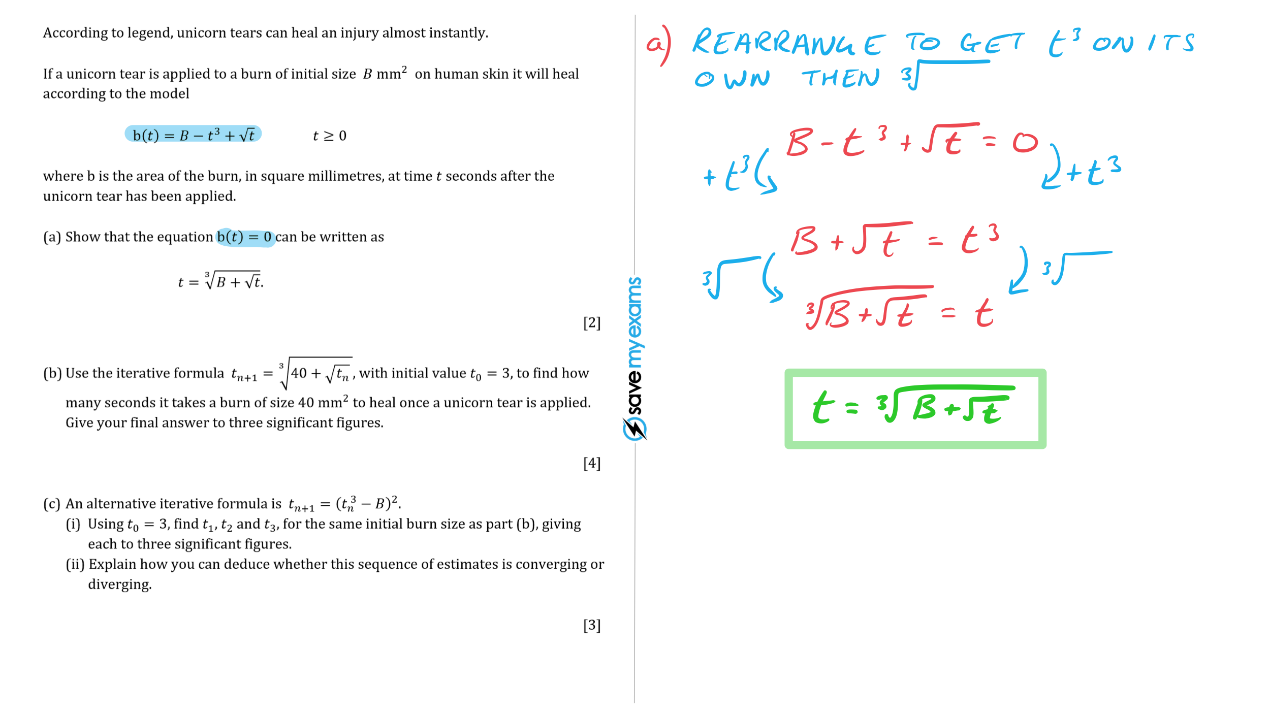 According to legend, unicorn tears can heal an injury almost instantly.
If a unicorn tear is applied to a burn of initial size B mm² on human skin it will heal
according to the model
b(t) = B − t³ + √t t ≥ 0
where b is the area of the burn, in square millimetres, at time t seconds after the
unicorn tear has been applied.
(a) Show that the equation b(t) = 0 can be written as
t = ∛(B + √t).
[2]
(b) Use the iterative formula tₙ₊₁ = ∛(40 + √tₙ), with initial value t₀ = 3, to find how
many seconds it takes a burn of size 40 mm² to heal once a unicorn tear is applied.
Give your final answer to three significant figures.
[4]
(c) An alternative iterative formula is tₙ₊₁ = (tₙ³ − B)².
(i) Using t₀ = 3, find t₁, t₂ and t₃, for the same initial burn size as part (b), giving
each to three significant figures.
(ii) Explain how you can deduce whether this sequence of estimates is converging or
diverging.
[3]
savemyexams
a) REARRANGE TO GET t³ ON ITS
OWN THEN ∛
B − t³ + √t = 0
+ t³ + t³
B + √t = t³
∛ ∛
∛(B + √t) = t
t = ∛(B + √t)